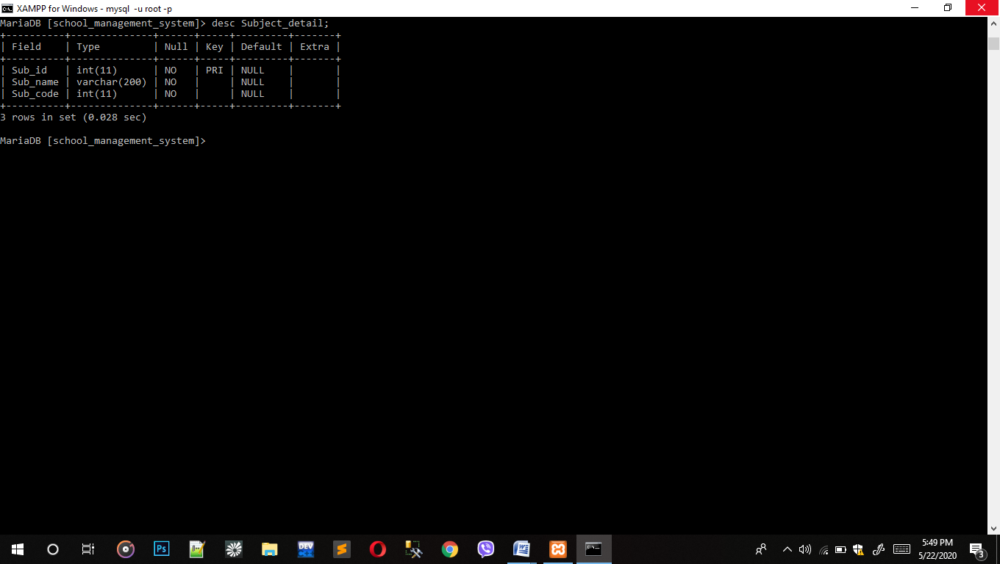 XAMPP for Windows - mysql  -u root -p
MariaDB [school_management_system]> desc Subject_detail;
+----------+--------------+------+-----+---------+-------+
| Field    | Type         | Null | Key | Default | Extra |
+----------+--------------+------+-----+---------+-------+
| Sub_id   | int(11)      | NO   | PRI | NULL    |       |
| Sub_name | varchar(200) | NO   |     | NULL    |       |
| Sub_code | int(11)      | NO   |     | NULL    |       |
+----------+--------------+------+-----+---------+-------+
3 rows in set (0.028 sec)
MariaDB [school_management_system]>
Ps
DEV
5:49 PM
5/22/2020
3